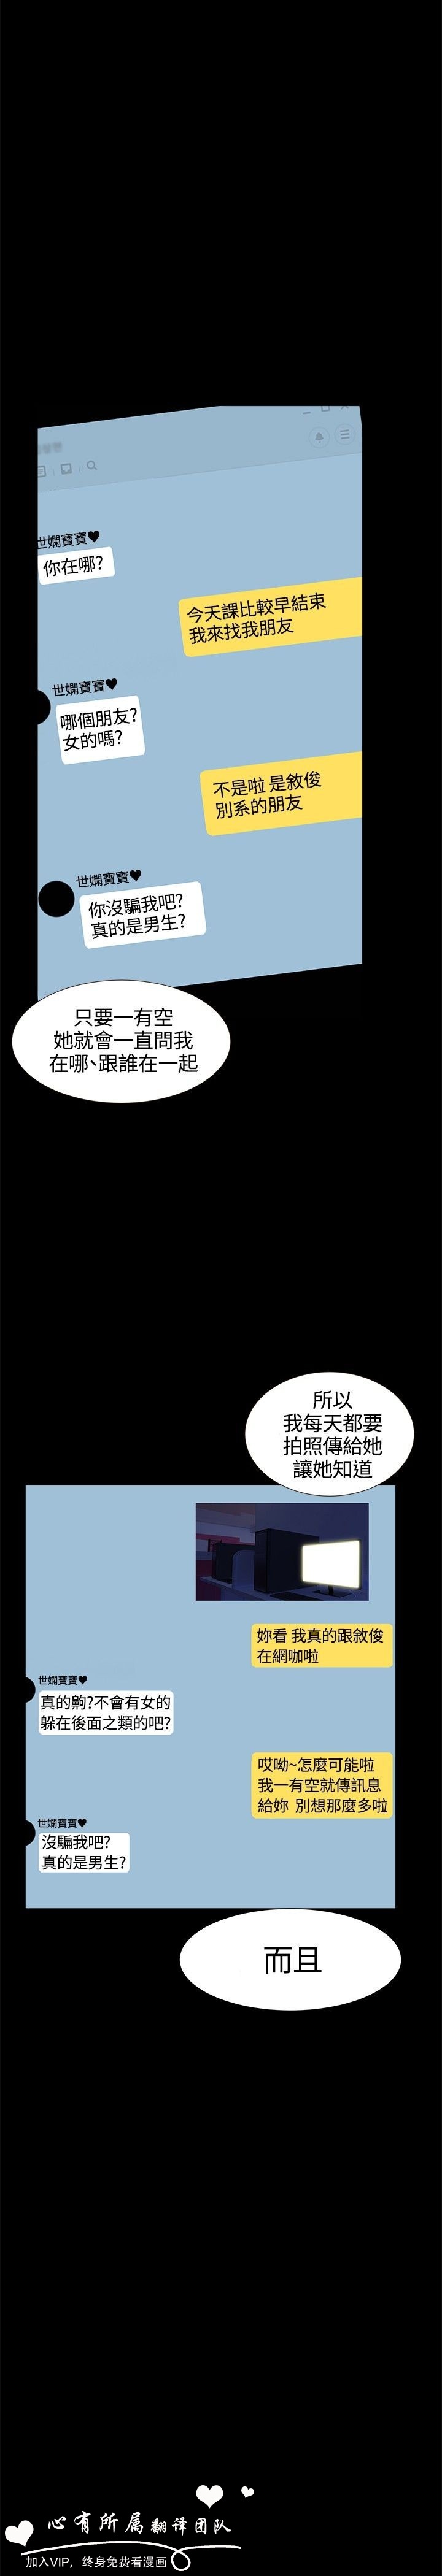 世嫻寶寶♥
你在哪?
今天課比較早結束
我來找我朋友
世嫻寶寶♥
哪個朋友?
女的嗎?
不是啦 是敘俊
別系的朋友
世嫻寶寶♥
你沒騙我吧?
真的是男生?
只要一有空
她就會一直問我
在哪、跟誰在一起
所以
我每天都要
拍照傳給她
讓她知道
妳看 我真的跟敘俊
在網咖啦
世嫻寶寶♥
真的齁?不會有女的
躲在後面之類的吧?
哎呦~怎麼可能啦
我一有空就傳訊息
給妳 別想那麼多啦
世嫻寶寶♥
沒騙我吧?
真的是男生?
而且
心有所属翻译团队
加入VIP，终身免费看漫画